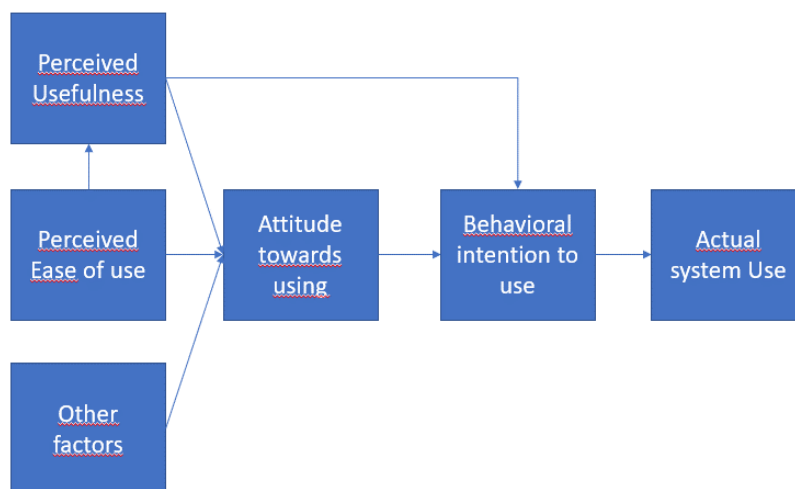 Perceived
Usefulness
Perceived
Ease of use
Attitude
towards
using
Behavioral
intention to
use
Actual
system Use
Other
factors